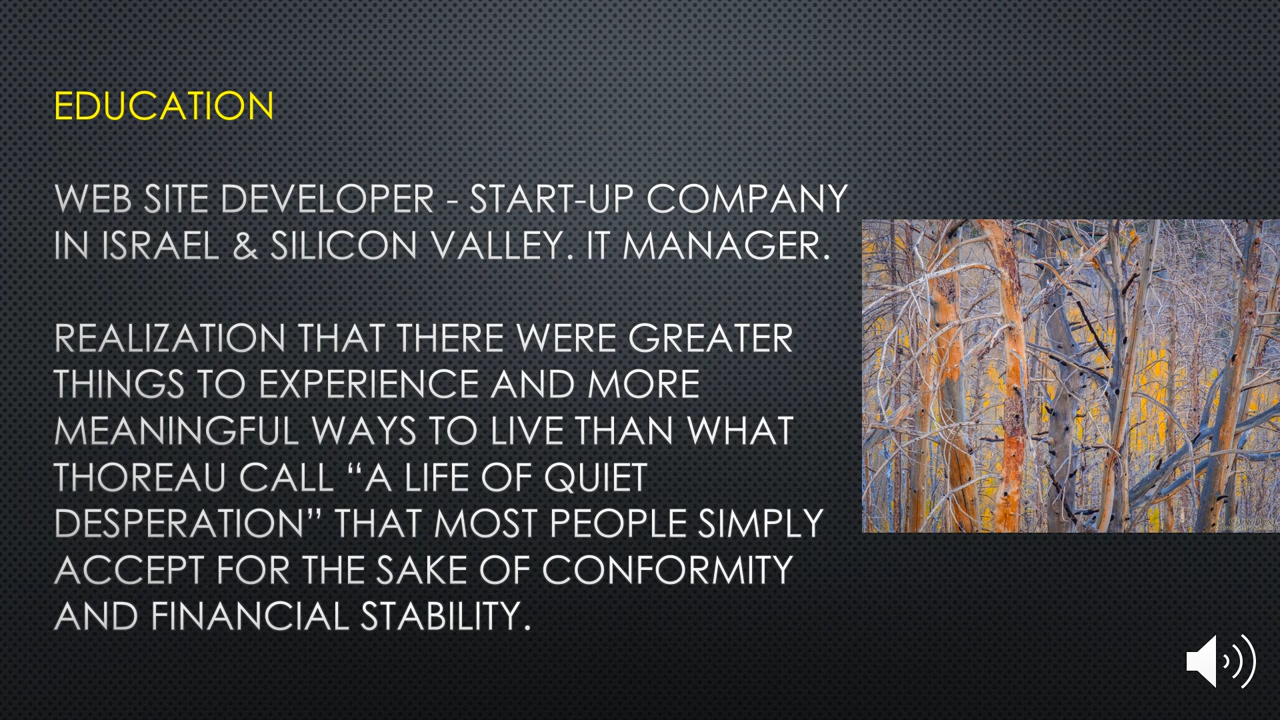 EDUCATION
WEB SITE DEVELOPER - START-UP COMPANY
IN ISRAEL & SILICON VALLEY. IT MANAGER.
REALIZATION THAT THERE WERE GREATER
THINGS TO EXPERIENCE AND MORE
MEANINGFUL WAYS TO LIVE THAN WHAT
THOREAU CALL “A LIFE OF QUIET
DESPERATION” THAT MOST PEOPLE SIMPLY
ACCEPT FOR THE SAKE OF CONFORMITY
AND FINANCIAL STABILITY.